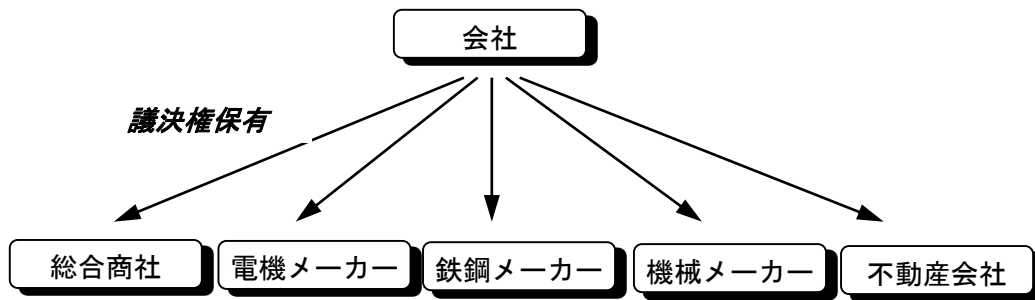 会社
議決権保有
総合商社
電機メーカー
鉄鋼メーカー
機械メーカー
不動産会社